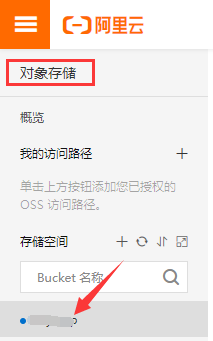 阿里云
对象存储
概览
我的访问路径
单击上方按钮添加您已授权的
OSS 访问路径。
存储空间
Bucket 名称